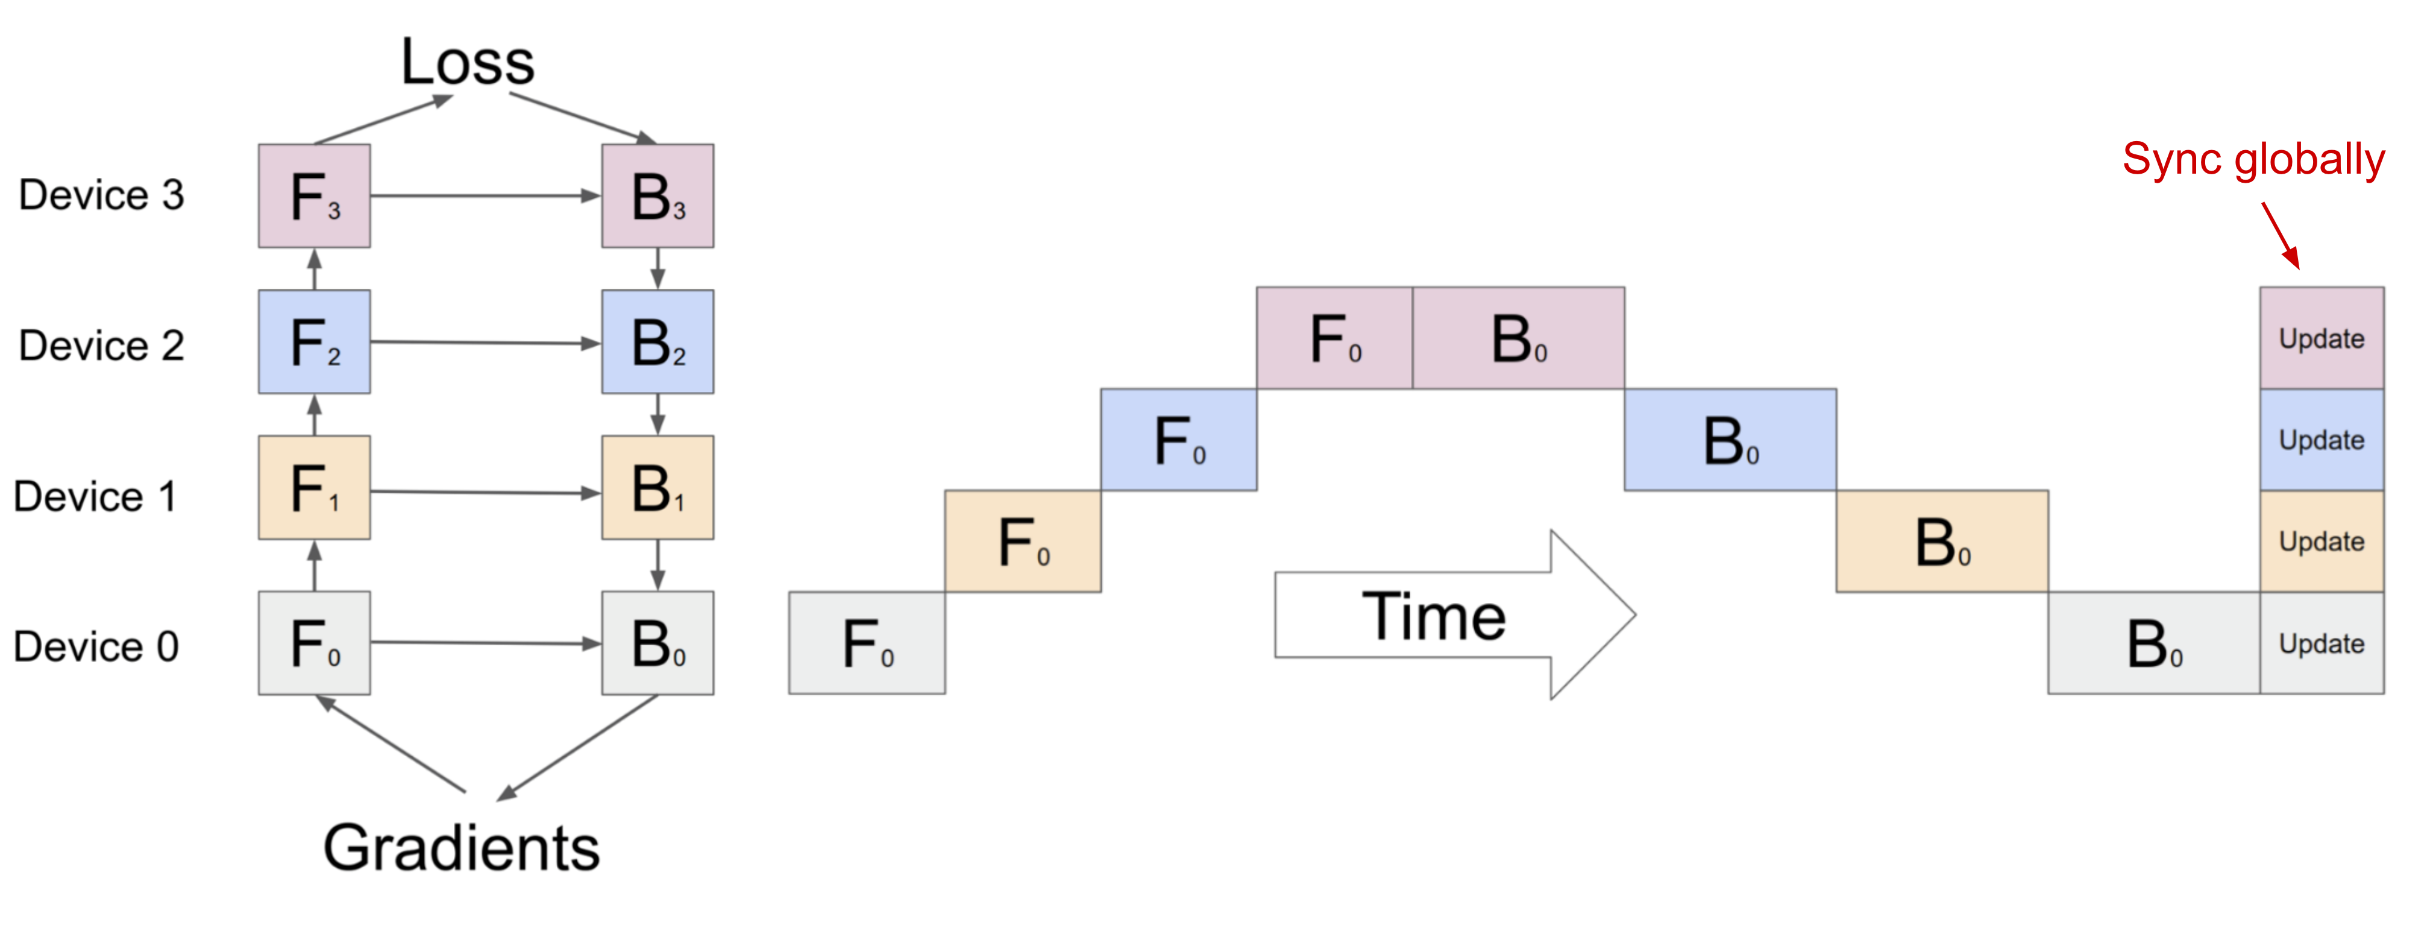 Loss
Device 3
F3
B3
Device 2
F2
B2
Device 1
F1
B1
Device 0
F0
B0
Gradients
Sync globally
F0
B0
Update
F0
B0
Update
F0
B0
Update
F0
B0
Update
Time